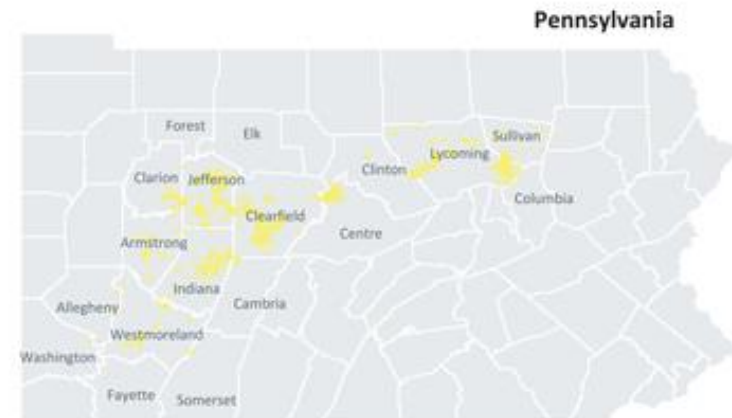 Pennsylvania
Forest
Elk
Sullivan
Lycoming
Clinton
Clarion
Jefferson
Columbia
Clearfield
Centre
Armstrong
Indiana
Cambria
Allegheny
Westmoreland
Washington
Fayette
Somerset